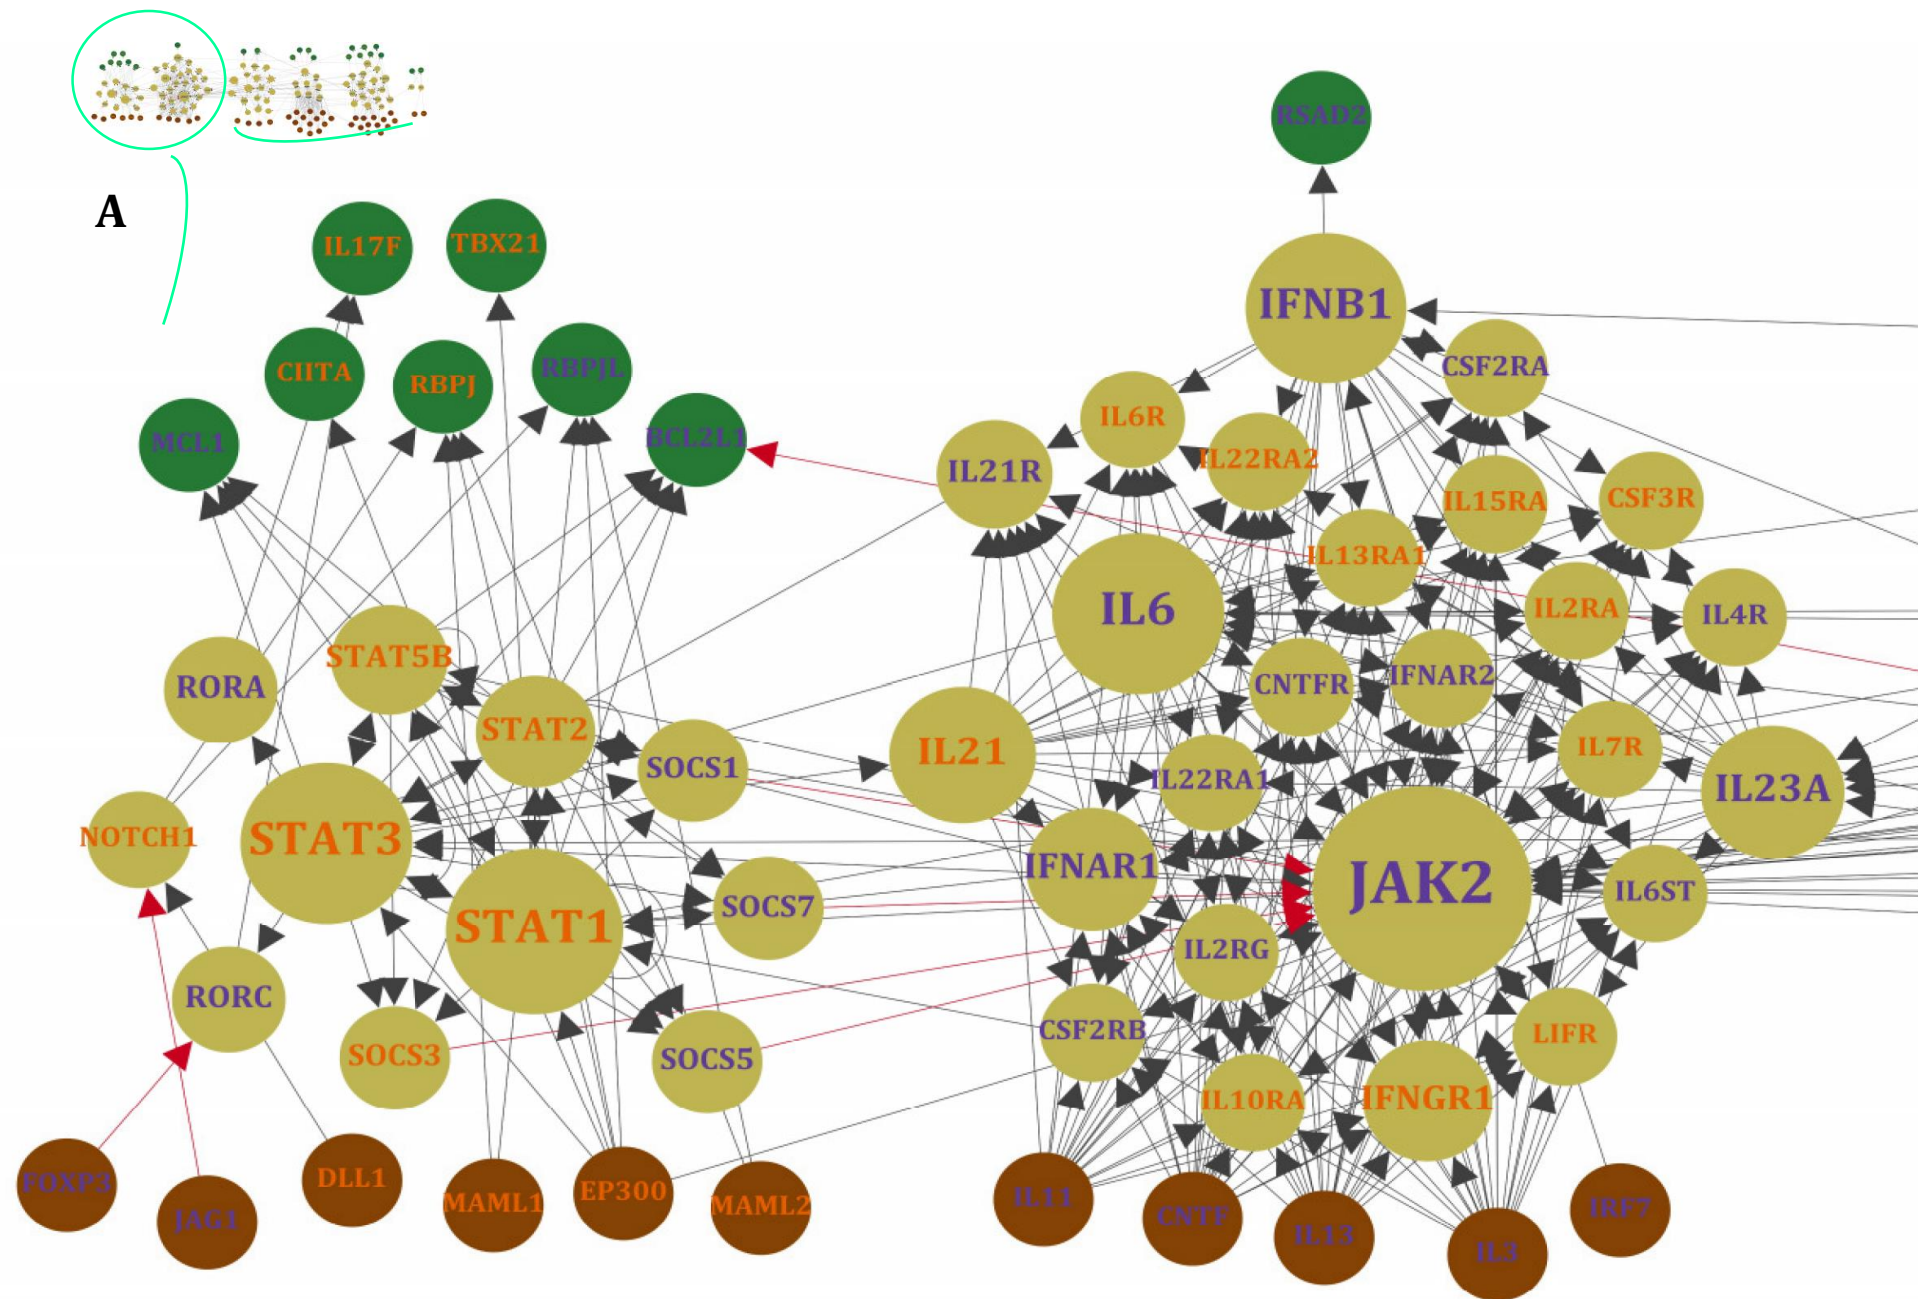 A
RSAD2
IL17F
TBX21
IFNB1
CIITA
RBPJ
RBPJL
CSF2RA
MCL1
BCL2L1
IL6R
IL21R
IL22RA2
IL15RA
CSF3R
IL13RA1
IL6
IL2RA
IL4R
STAT5B
RORA
CNTFR
IFNAR2
STAT2
SOCS1
IL21
IL22RA1
IL7R
IL23A
NOTCH1
STAT3
IFNAR1
JAK2
IL6ST
STAT1
SOCS7
IL2RG
RORC
SOCS3
SOCS5
CSF2RB
LIFR
IL10RA
IFNGR1
FOXP3
JAG1
DLL1
MAML1
EP300
MAML2
IL11
CNTF
IL13
IL3
IRF7